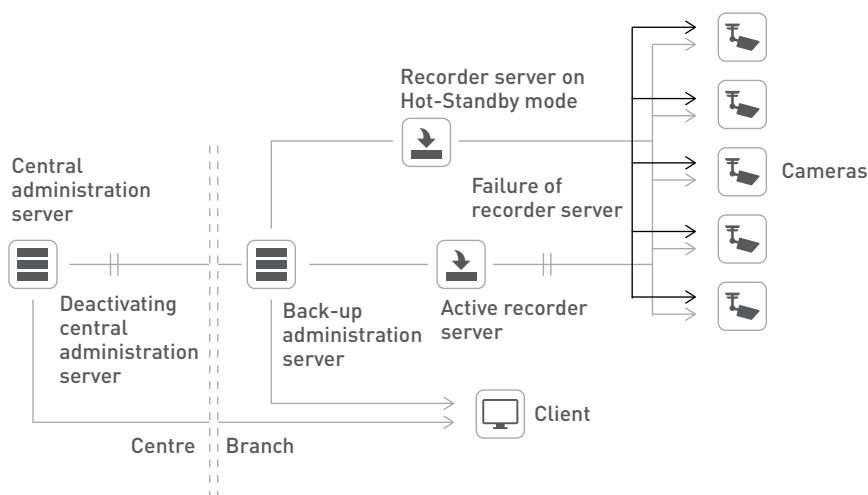 Recorder server on
Hot-Standby mode
Central
administration
server
Failure of
recorder server
Cameras
Deactivating
central
administration
server
Back-up
administration
server
Active recorder
server
Client
Centre
Branch